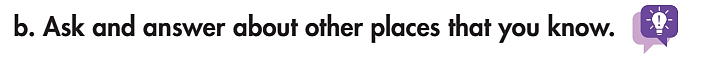 b. Ask and answer about other places that you know.